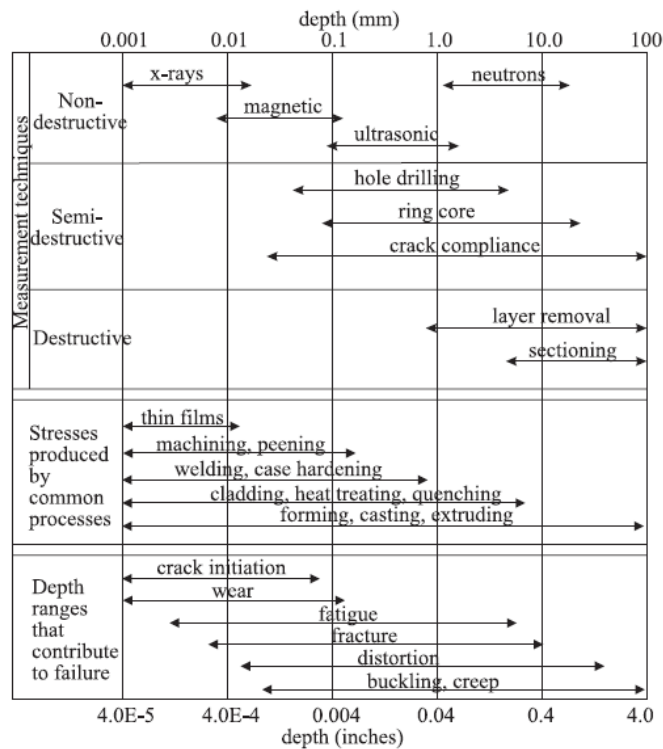 depth (mm)
0.001 0.01 0.1 1.0 10.0 100
Measurement techniques
Non-
destructive
x-rays
neutrons
magnetic
ultrasonic
Semi-
destructive
hole drilling
ring core
crack compliance
Destructive
layer removal
sectioning
Stresses
produced
by
common
processes
thin films
machining, peening
welding, case hardening
cladding, heat treating, quenching
forming, casting, extruding
Depth
ranges
that
contribute
to failure
crack initiation
wear
fatigue
fracture
distortion
buckling, creep
4.0E-5 4.0E-4 0.004 0.04 0.4 4.0
depth (inches)